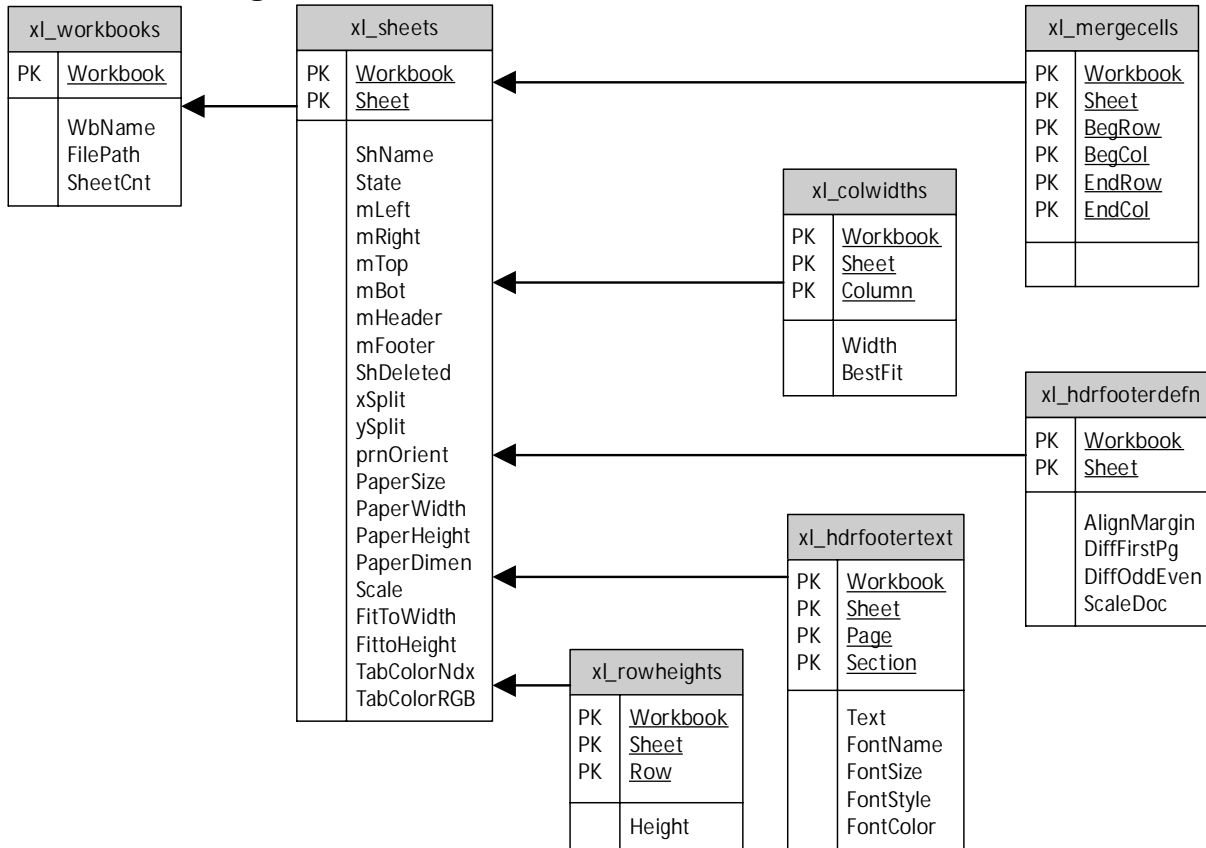 xl_workbooks
PK Workbook
WbName
FilePath
SheetCnt
xl_sheets
PK Workbook
PK Sheet
ShName
State
mLeft
mRight
mTop
mBot
mHeader
mFooter
ShDeleted
xSplit
ySplit
prnOrient
PaperSize
PaperWidth
PaperHeight
PaperDimen
Scale
FitToWidth
FittoHeight
TabColorNdx
TabColorRGB
xl_mergecells
PK Workbook
PK Sheet
PK BegRow
PK BegCol
PK EndRow
PK EndCol
xl_colwidths
PK Workbook
PK Sheet
PK Column
Width
BestFit
xl_hdrfooterdefn
PK Workbook
PK Sheet
AlignMargin
DiffFirstPg
DiffOddEven
ScaleDoc
xl_hdrfootertext
PK Workbook
PK Sheet
PK Page
PK Section
Text
FontName
FontSize
FontStyle
FontColor
xl_rowheights
PK Workbook
PK Sheet
PK Row
Height